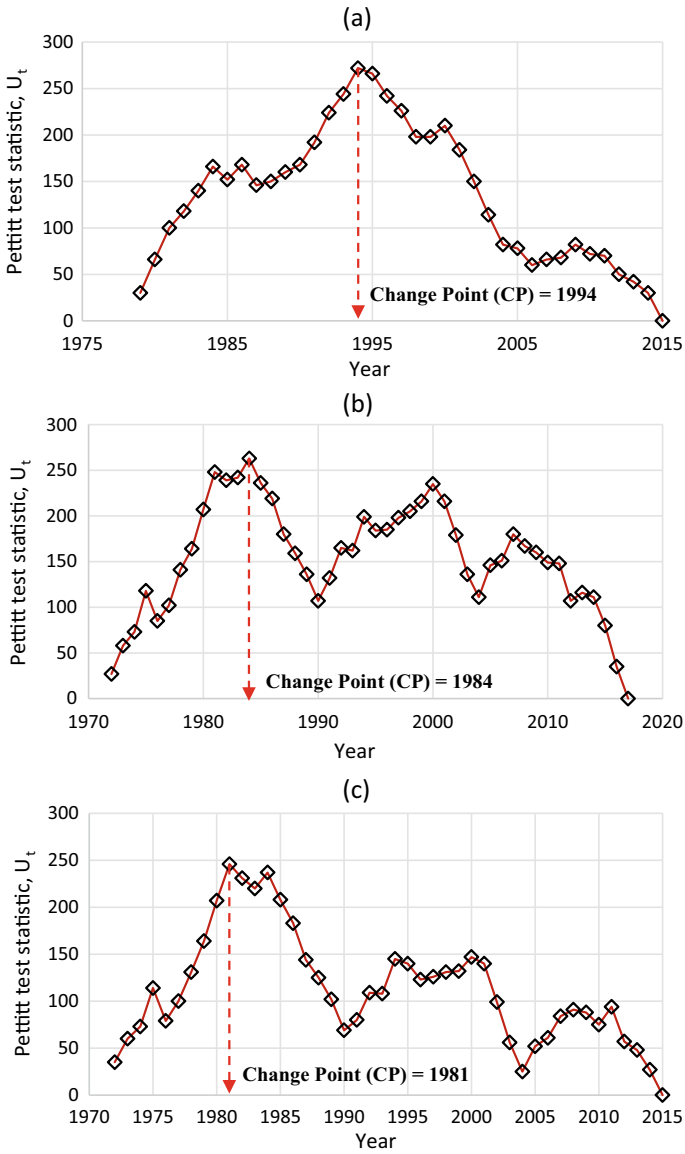 (a)
300
250
200
150
100
50
0
Pettitt test statistic, U_t
Change Point (CP) = 1994
1975 1985 1995 2005 2015
Year
(b)
300
250
200
150
100
50
0
Pettitt test statistic, U_t
Change Point (CP) = 1984
1970 1980 1990 2000 2010 2020
Year
(c)
300
250
200
150
100
50
0
Pettitt test statistic, U_t
Change Point (CP) = 1981
1970 1975 1980 1985 1990 1995 2000 2005 2010 2015
Year